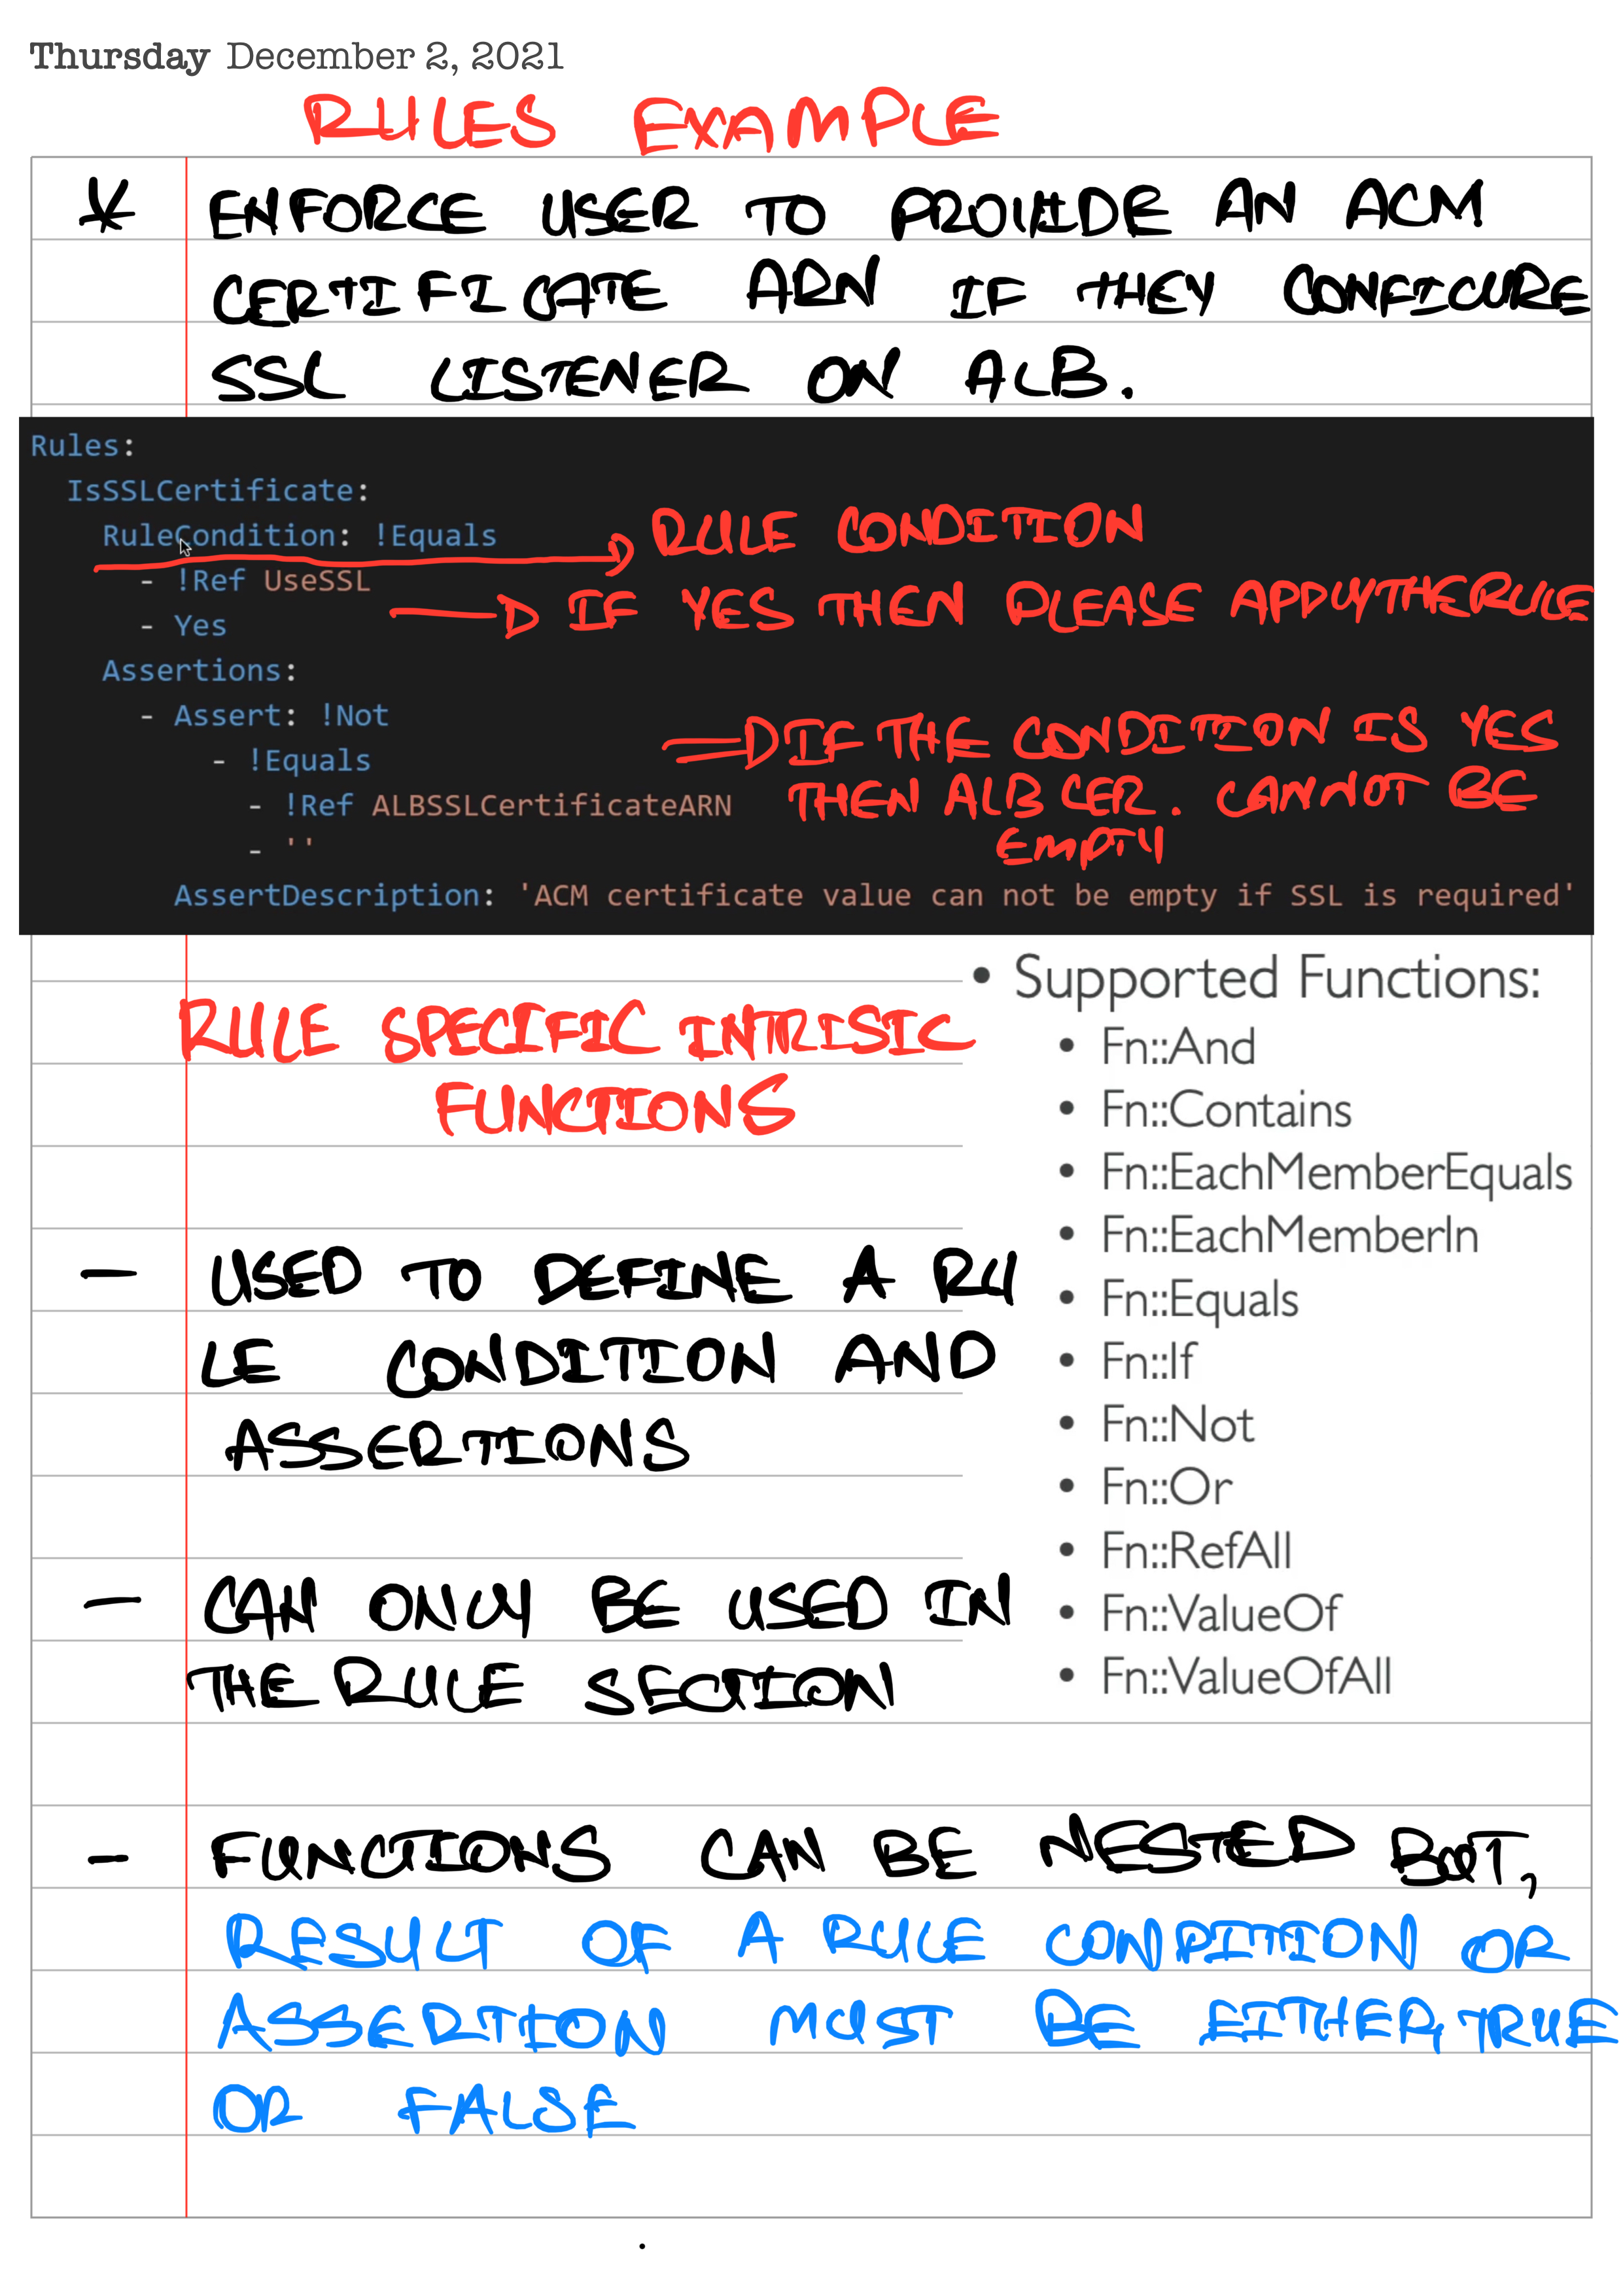 Thursday December 2, 2021
RULES EXAMPLE
* ENFORCE USER TO PROVIDE AN ACM
CERTIFICATE ARN IF THEY CONFIGURE
SSL LISTENER ON ALB.
Rules:
IsSSLCertificate:
RuleCondition: !Equals
RULE CONDITION
- !Ref UseSSL
- Yes
IF YES THEN PLEASE APPLY THE RULE
Assertions:
- Assert: !Not
- !Equals
- !Ref ALBSSLCertificateARN
- ''
IF THE CONDITION IS YES
THEN ALB CER. CANNOT BE
EMPTY
AssertDescription: 'ACM certificate value can not be empty if SSL is required'
RULE SPECIFIC INTRISIC
FUNCTIONS
- USED TO DEFINE A RU
LE CONDITION AND
ASSERTIONS
- CAN ONLY BE USED IN
THE RULE SECTION
• Supported Functions:
• Fn::And
• Fn::Contains
• Fn::EachMemberEquals
• Fn::EachMemberIn
• Fn::Equals
• Fn::If
• Fn::Not
• Fn::Or
• Fn::RefAll
• Fn::ValueOf
• Fn::ValueOfAll
- FUNCTIONS CAN BE NESTED BUT,
RESULT OF A RULE CONDITION OR
ASSERTION MUST BE EITHER TRUE
OR FALSE